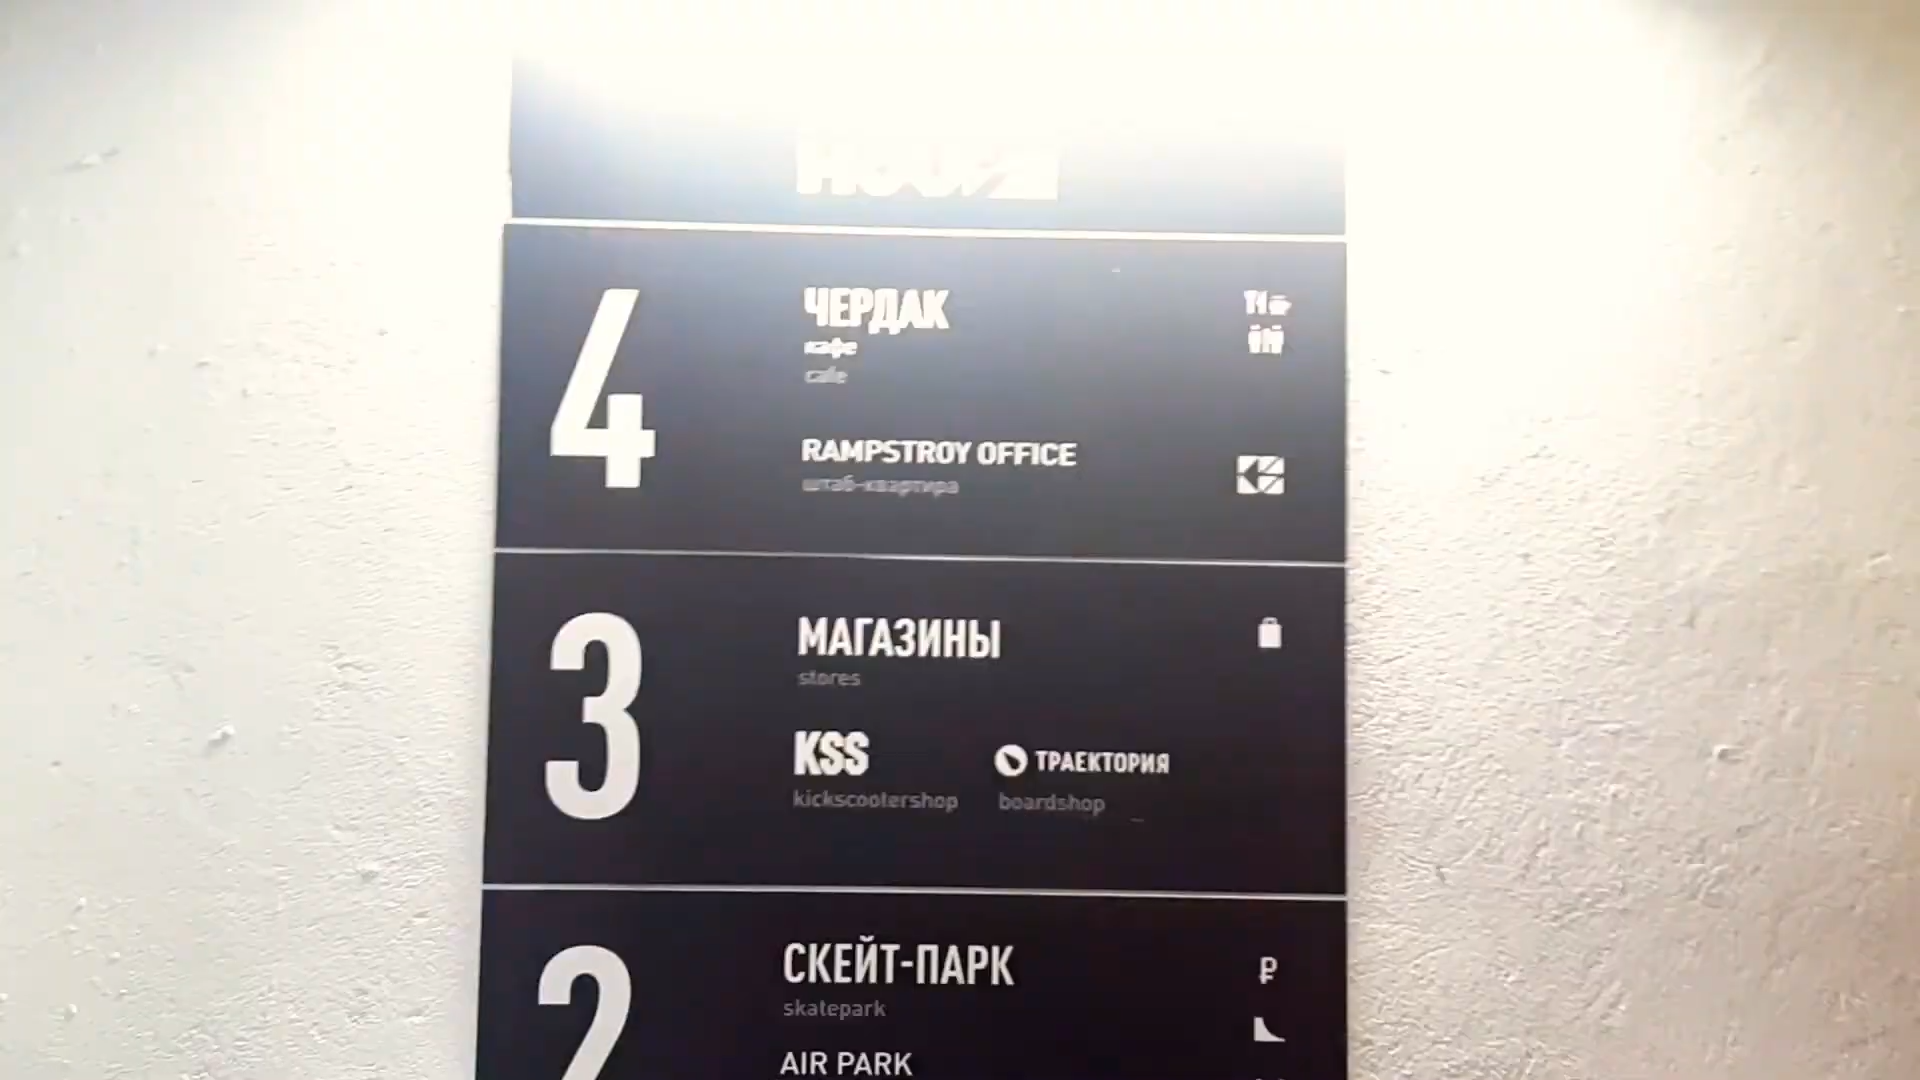 4
ЧЕРДАК
кафе
cafe
RAMPSTROY OFFICE
штаб-квартира
3
МАГАЗИНЫ
stores
KSS
kickscootershop
ТРАЕКТОРИЯ
boardshop
2
СКЕЙТ-ПАРК
₽
skatepark
AIR PARK